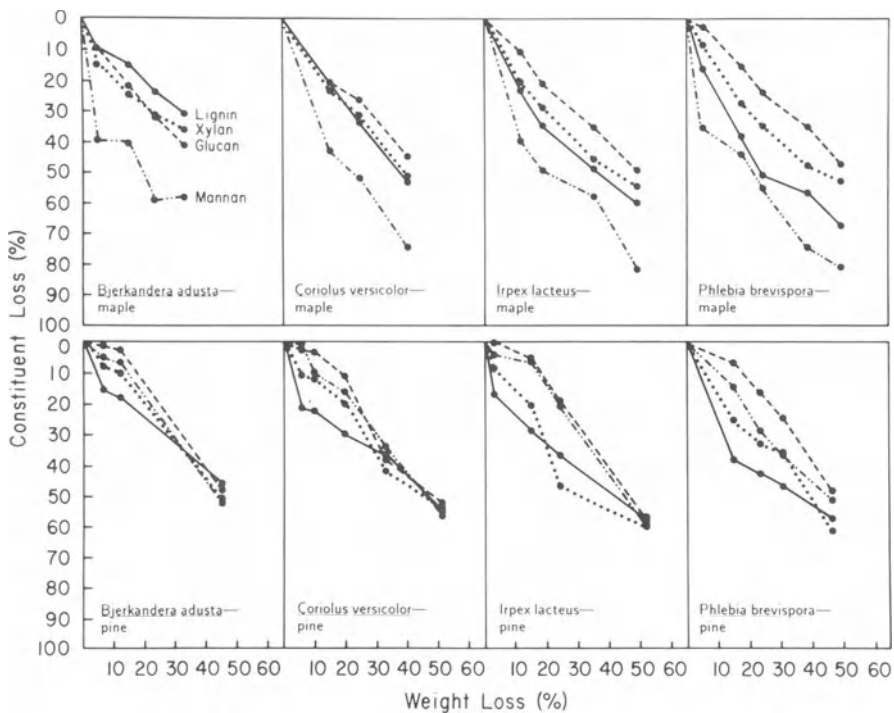 Constituent Loss (%)
0
10
20
30
40
50
60
70
80
90
100
Lignin
Xylan
Glucan
Mannan
Bjerkandera adusta—
maple
Coriolus versicolor—
maple
Irpex lacteus—
maple
Phlebia brevispora—
maple
0
10
20
30
40
50
60
70
80
90
100
Bjerkandera adusta—
pine
Coriolus versicolor—
pine
Irpex lacteus—
pine
Phlebia brevispora—
pine
10 20 30 40 50 60 10 20 30 40 50 60 10 20 30 40 50 60 10 20 30 40 50 60
Weight Loss (%)